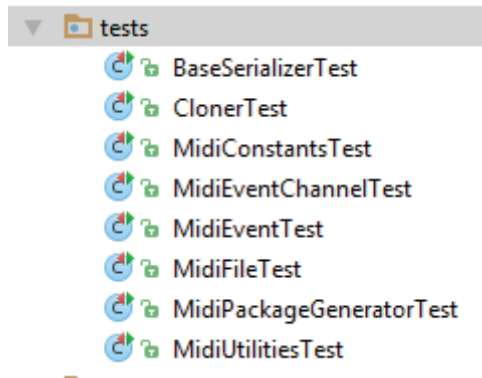 tests
BaseSerializerTest
ClonerTest
MidiConstantsTest
MidiEventChannelTest
MidiEventTest
MidiFileTest
MidiPackageGeneratorTest
MidiUtilitiesTest